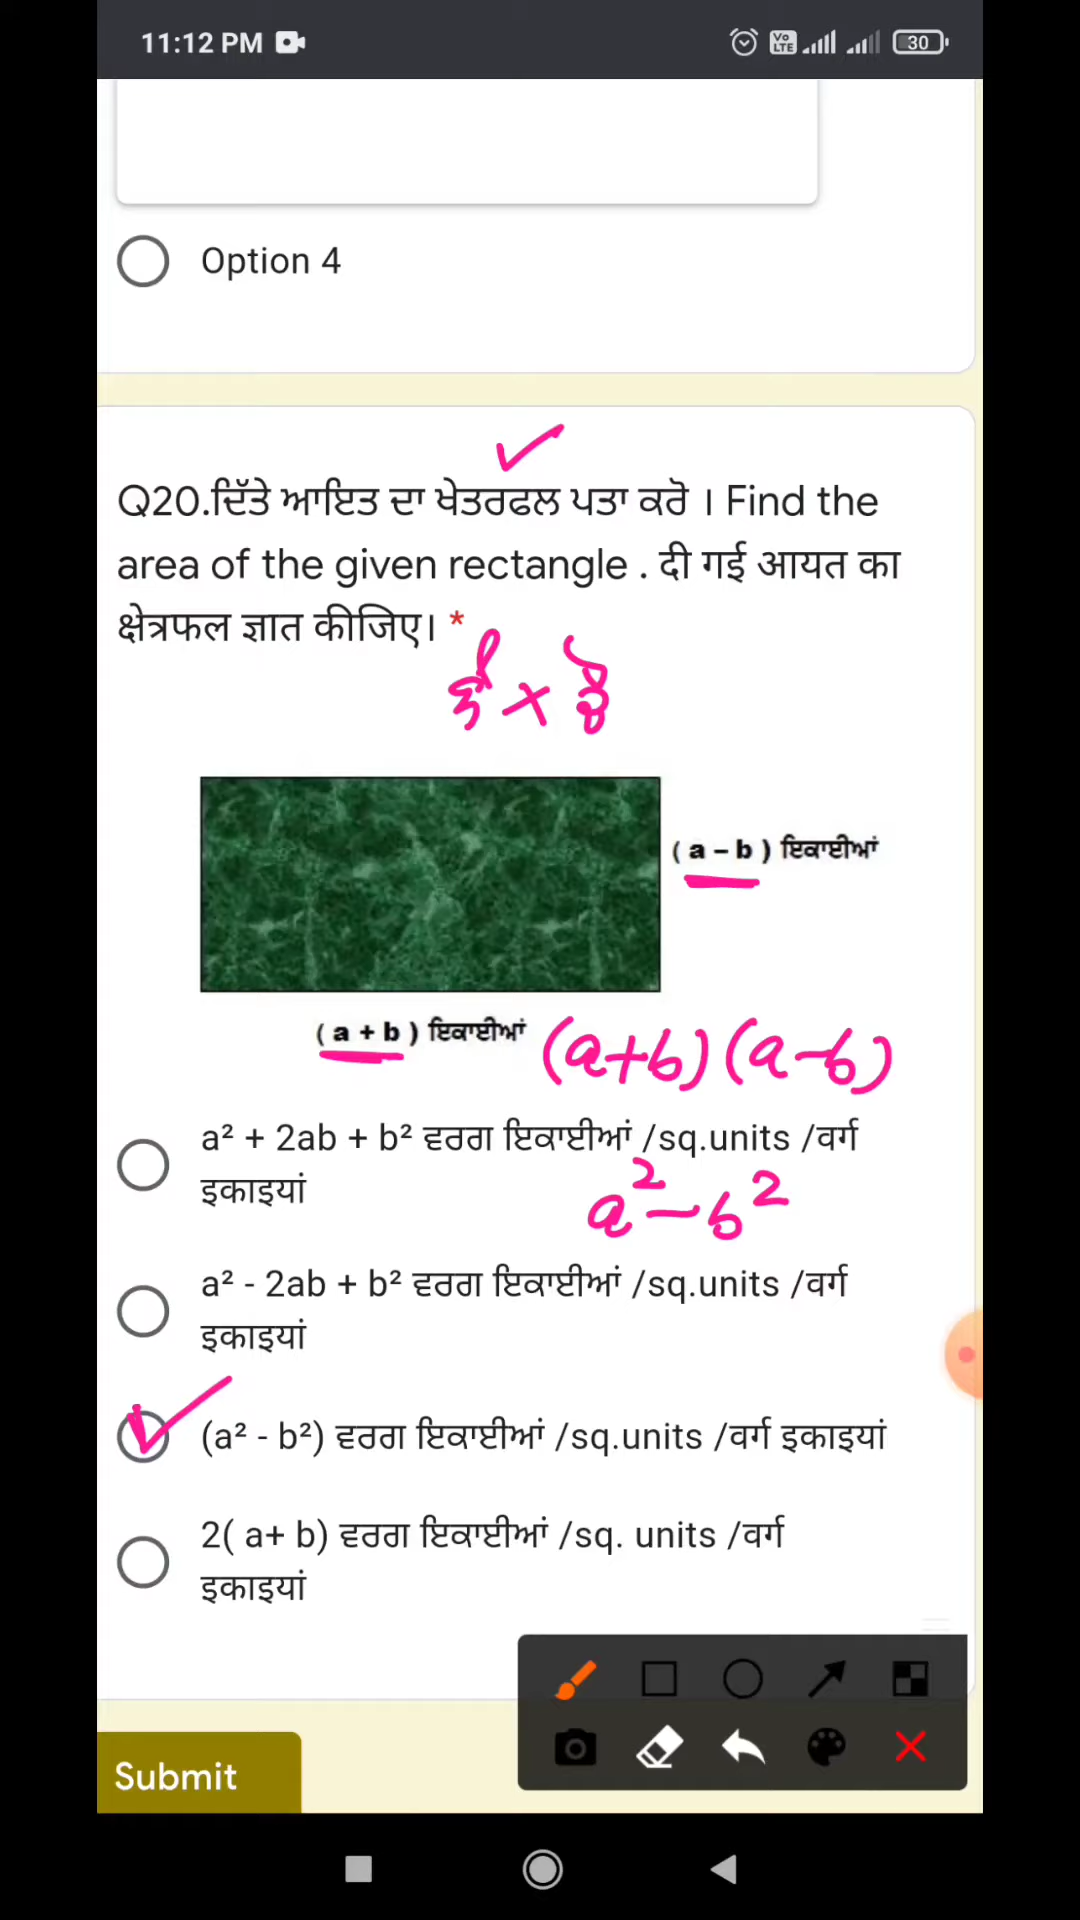 11:12 PM
Vo LTE 30
Option 4
Q20.ਦਿੱਤੇ ਆਇਤ ਦਾ ਖੇਤਰਫਲ ਪਤਾ ਕਰੋ । Find the
area of the given rectangle . दी गई आयत का
क्षेत्रफल ज्ञात कीजिए। *
( a – b ) ਇਕਾਈਆਂ
( a + b ) ਇਕਾਈਆਂ
(a+b) (a-b)
a² + 2ab + b² ਵਰਗ ਇਕਾਈਆਂ /sq.units /वर्ग
इकाइयां
a² – b²
a² - 2ab + b² ਵਰਗ ਇਕਾਈਆਂ /sq.units /वर्ग
इकाइयां
(a² - b²) ਵਰਗ ਇਕਾਈਆਂ /sq.units /वर्ग इकाइयां
2( a+ b) ਵਰਗ ਇਕਾਈਆਂ /sq. units /वर्ग
इकाइयां
Submit